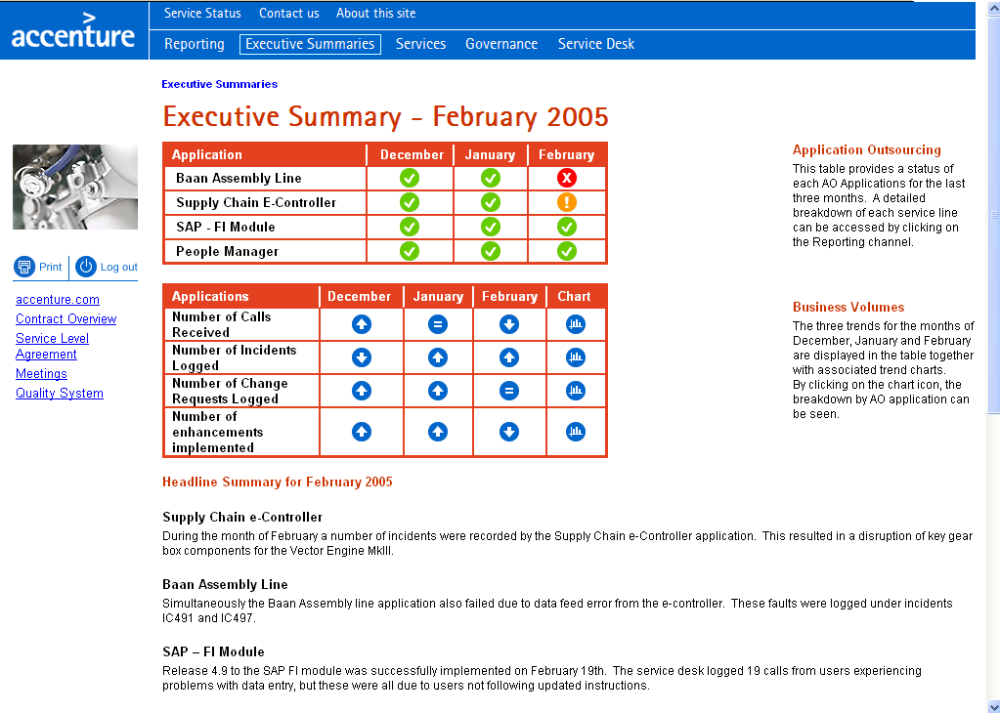 Service Status Contact us About this site
accenture
Reporting Executive Summaries Services Governance Service Desk
Executive Summaries
Executive Summary - February 2005
Application December January February
Baan Assembly Line
Supply Chain E-Controller
SAP - FI Module
People Manager
Application Outsourcing
This table provides a status of
each AO Applications for the last
three months. A detailed
breakdown of each service line
can be accessed by clicking on
the Reporting channel.
Print Log out
accenture.com
Contract Overview
Service Level
Agreement
Meetings
Quality System
Applications December January February Chart
Number of Calls
Received
Number of Incidents
Logged
Number of Change
Requests Logged
Number of
enhancements
implemented
Business Volumes
The three trends for the months of
December, January and February
are displayed in the table together
with associated trend charts.
By clicking on the chart icon, the
breakdown by AO application can
be seen.
Headline Summary for February 2005
Supply Chain e-Controller
During the month of February a number of incidents were recorded by the Supply Chain e-Controller application. This resulted in a disruption of key gear
box components for the Vector Engine MkIII.
Baan Assembly Line
Simultaneously the Baan Assembly line application also failed due to data feed error from the e-controller. These faults were logged under incidents
IC491 and IC497.
SAP – FI Module
Release 4.9 to the SAP FI module was successfully implemented on February 19th. The service desk logged 19 calls from users experiencing
problems with data entry, but these were all due to users not following updated instructions.